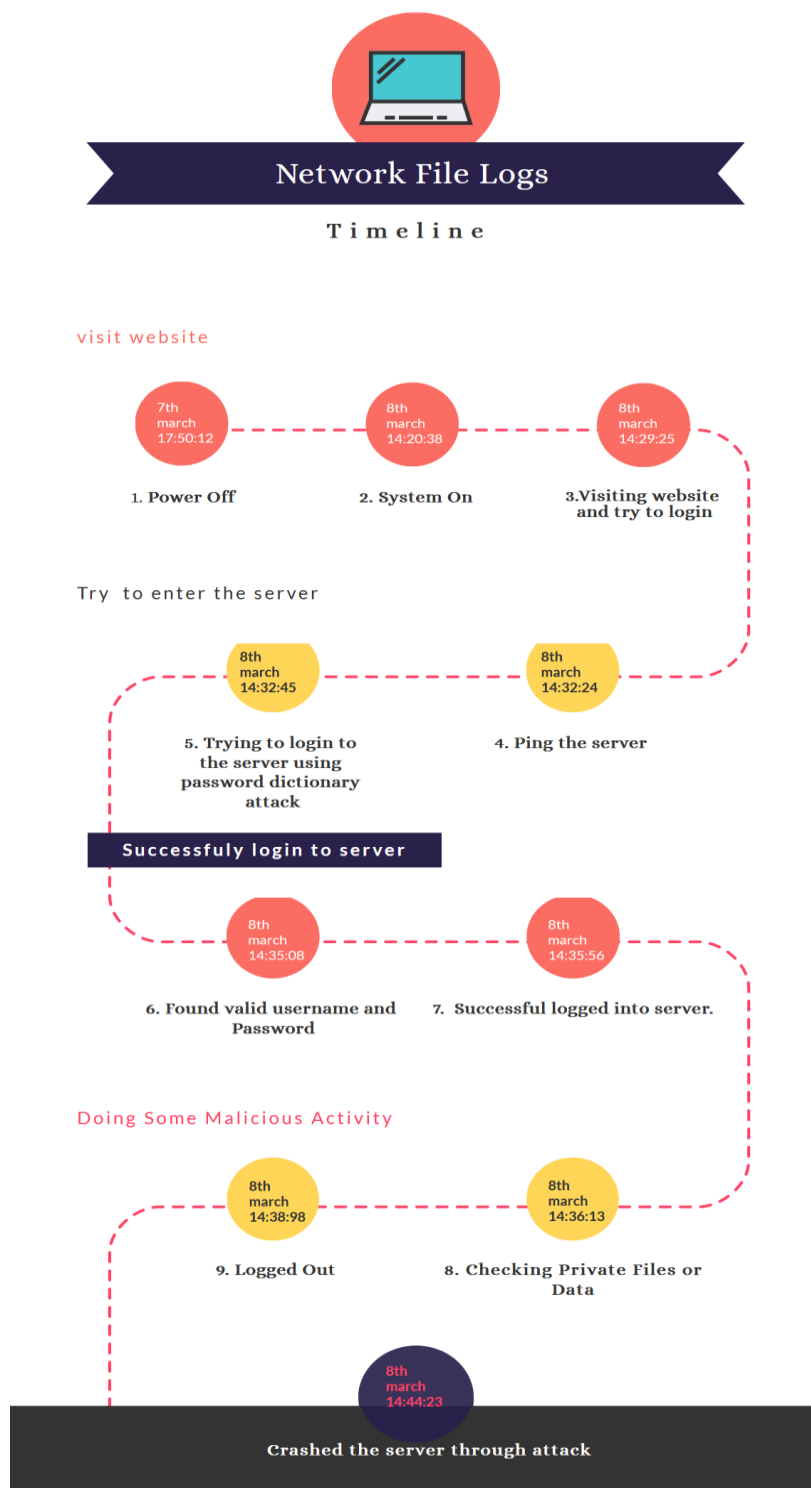 Network File Logs
Timeline
visit website
7th
march
17:50:12
1. Power Off
8th
march
14:20:38
2. System On
8th
march
14:29:25
3.Visiting website
and try to login
Try to enter the server
8th
march
14:32:24
4. Ping the server
8th
march
14:32:45
5. Trying to login to
the server using
password dictionary
attack
Successfuly login to server
8th
march
14:35:08
6. Found valid username and
Password
8th
march
14:35:56
7. Successful logged into server.
Doing Some Malicious Activity
8th
march
14:36:13
8. Checking Private Files or
Data
8th
march
14:38:98
9. Logged Out
8th
march
14:44:23
Crashed the server through attack